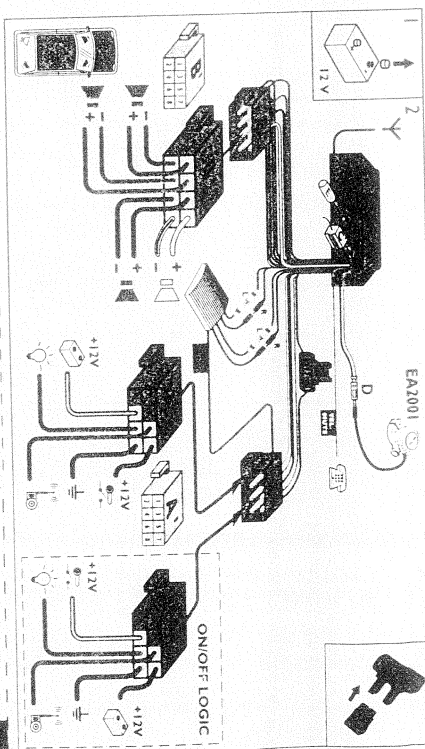 1
12 V
2
B
+ -
+ -
- +
- +
L
R
L
R
D
EA2001
+12V
+12V
A
+12V
+12V
ON/OFF LOGIC